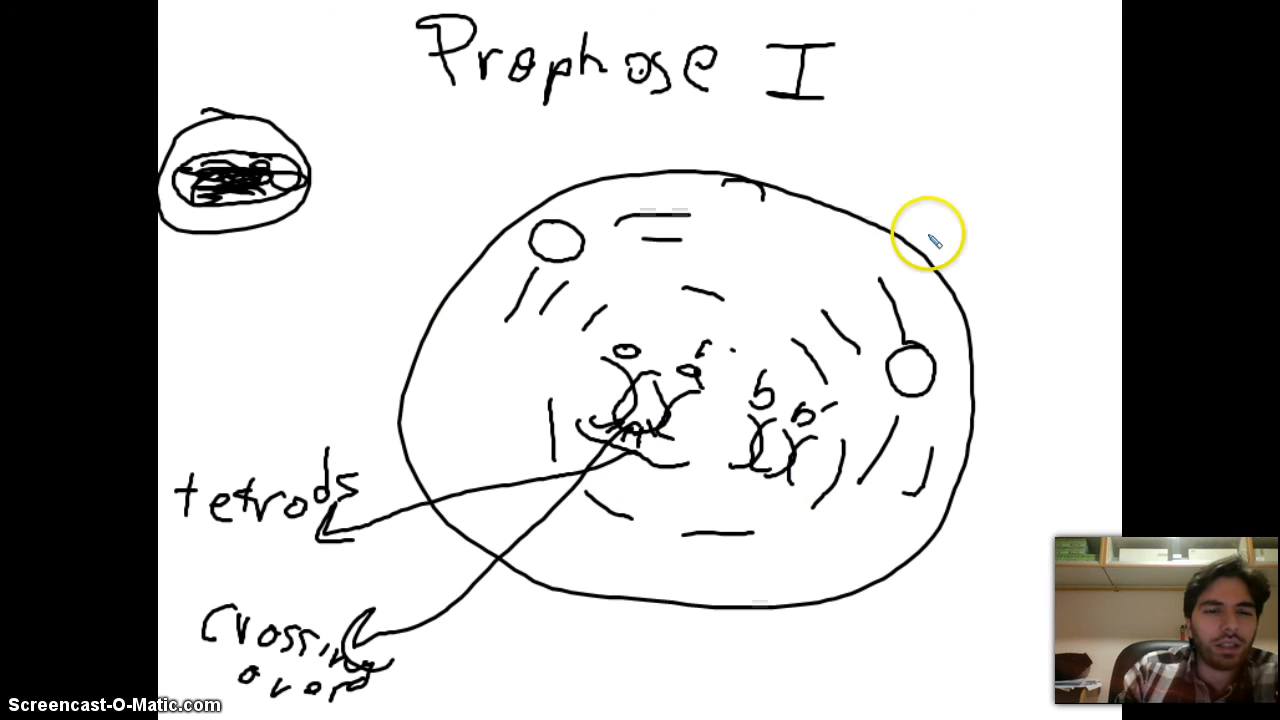 Prophase I
a
a'
b
b'
tetrads
Crossing
over
Screencast-O-Matic.com